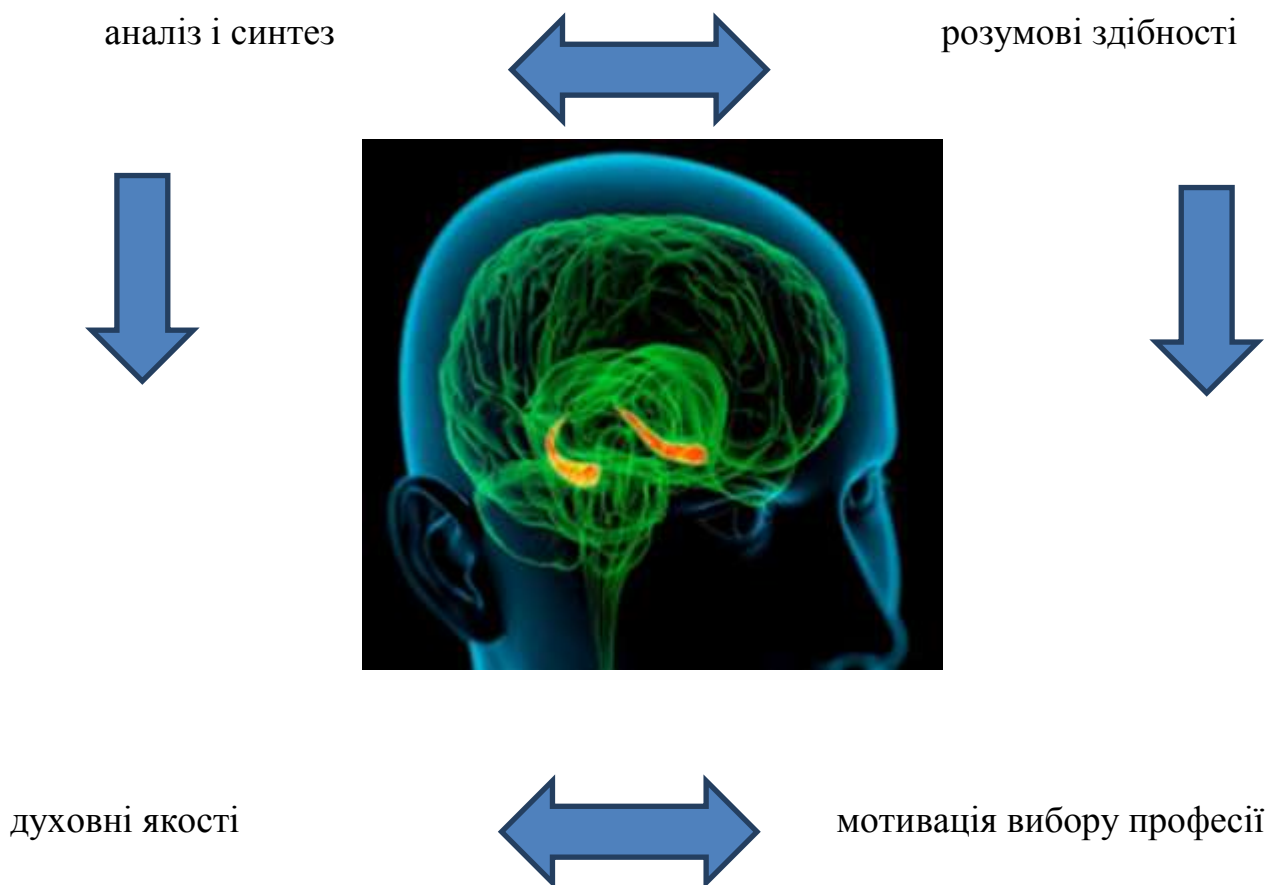 аналіз і синтез
розумові здібності
духовні якості
мотивація вибору професії